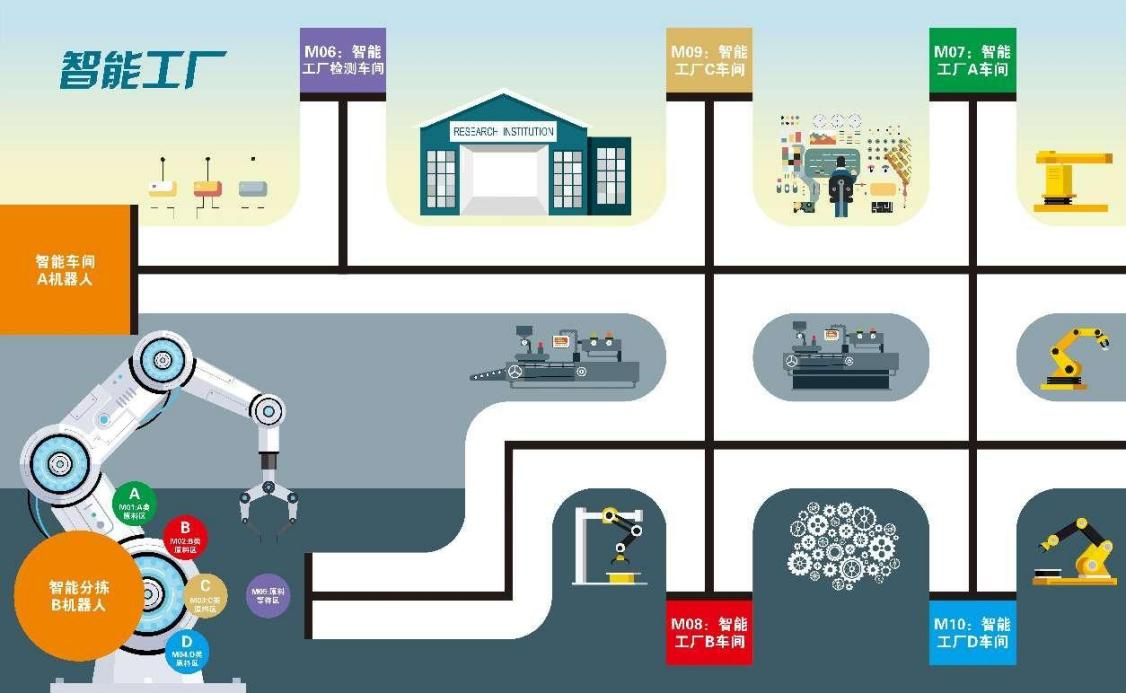 智能工厂
M06：智能
工厂检测车间
M09：智能
工厂C车间
M07：智能
工厂A车间
RESEARCH INSTITUTION
智能车间
A机器人
A
M01:A类
原料区
B
M02:B类
原料区
智能分拣
B机器人
C
M03:C类
原料区
M05:原料
等待区
D
M04:D类
原料区
M08：智能
工厂B车间
M10：智能
工厂D车间